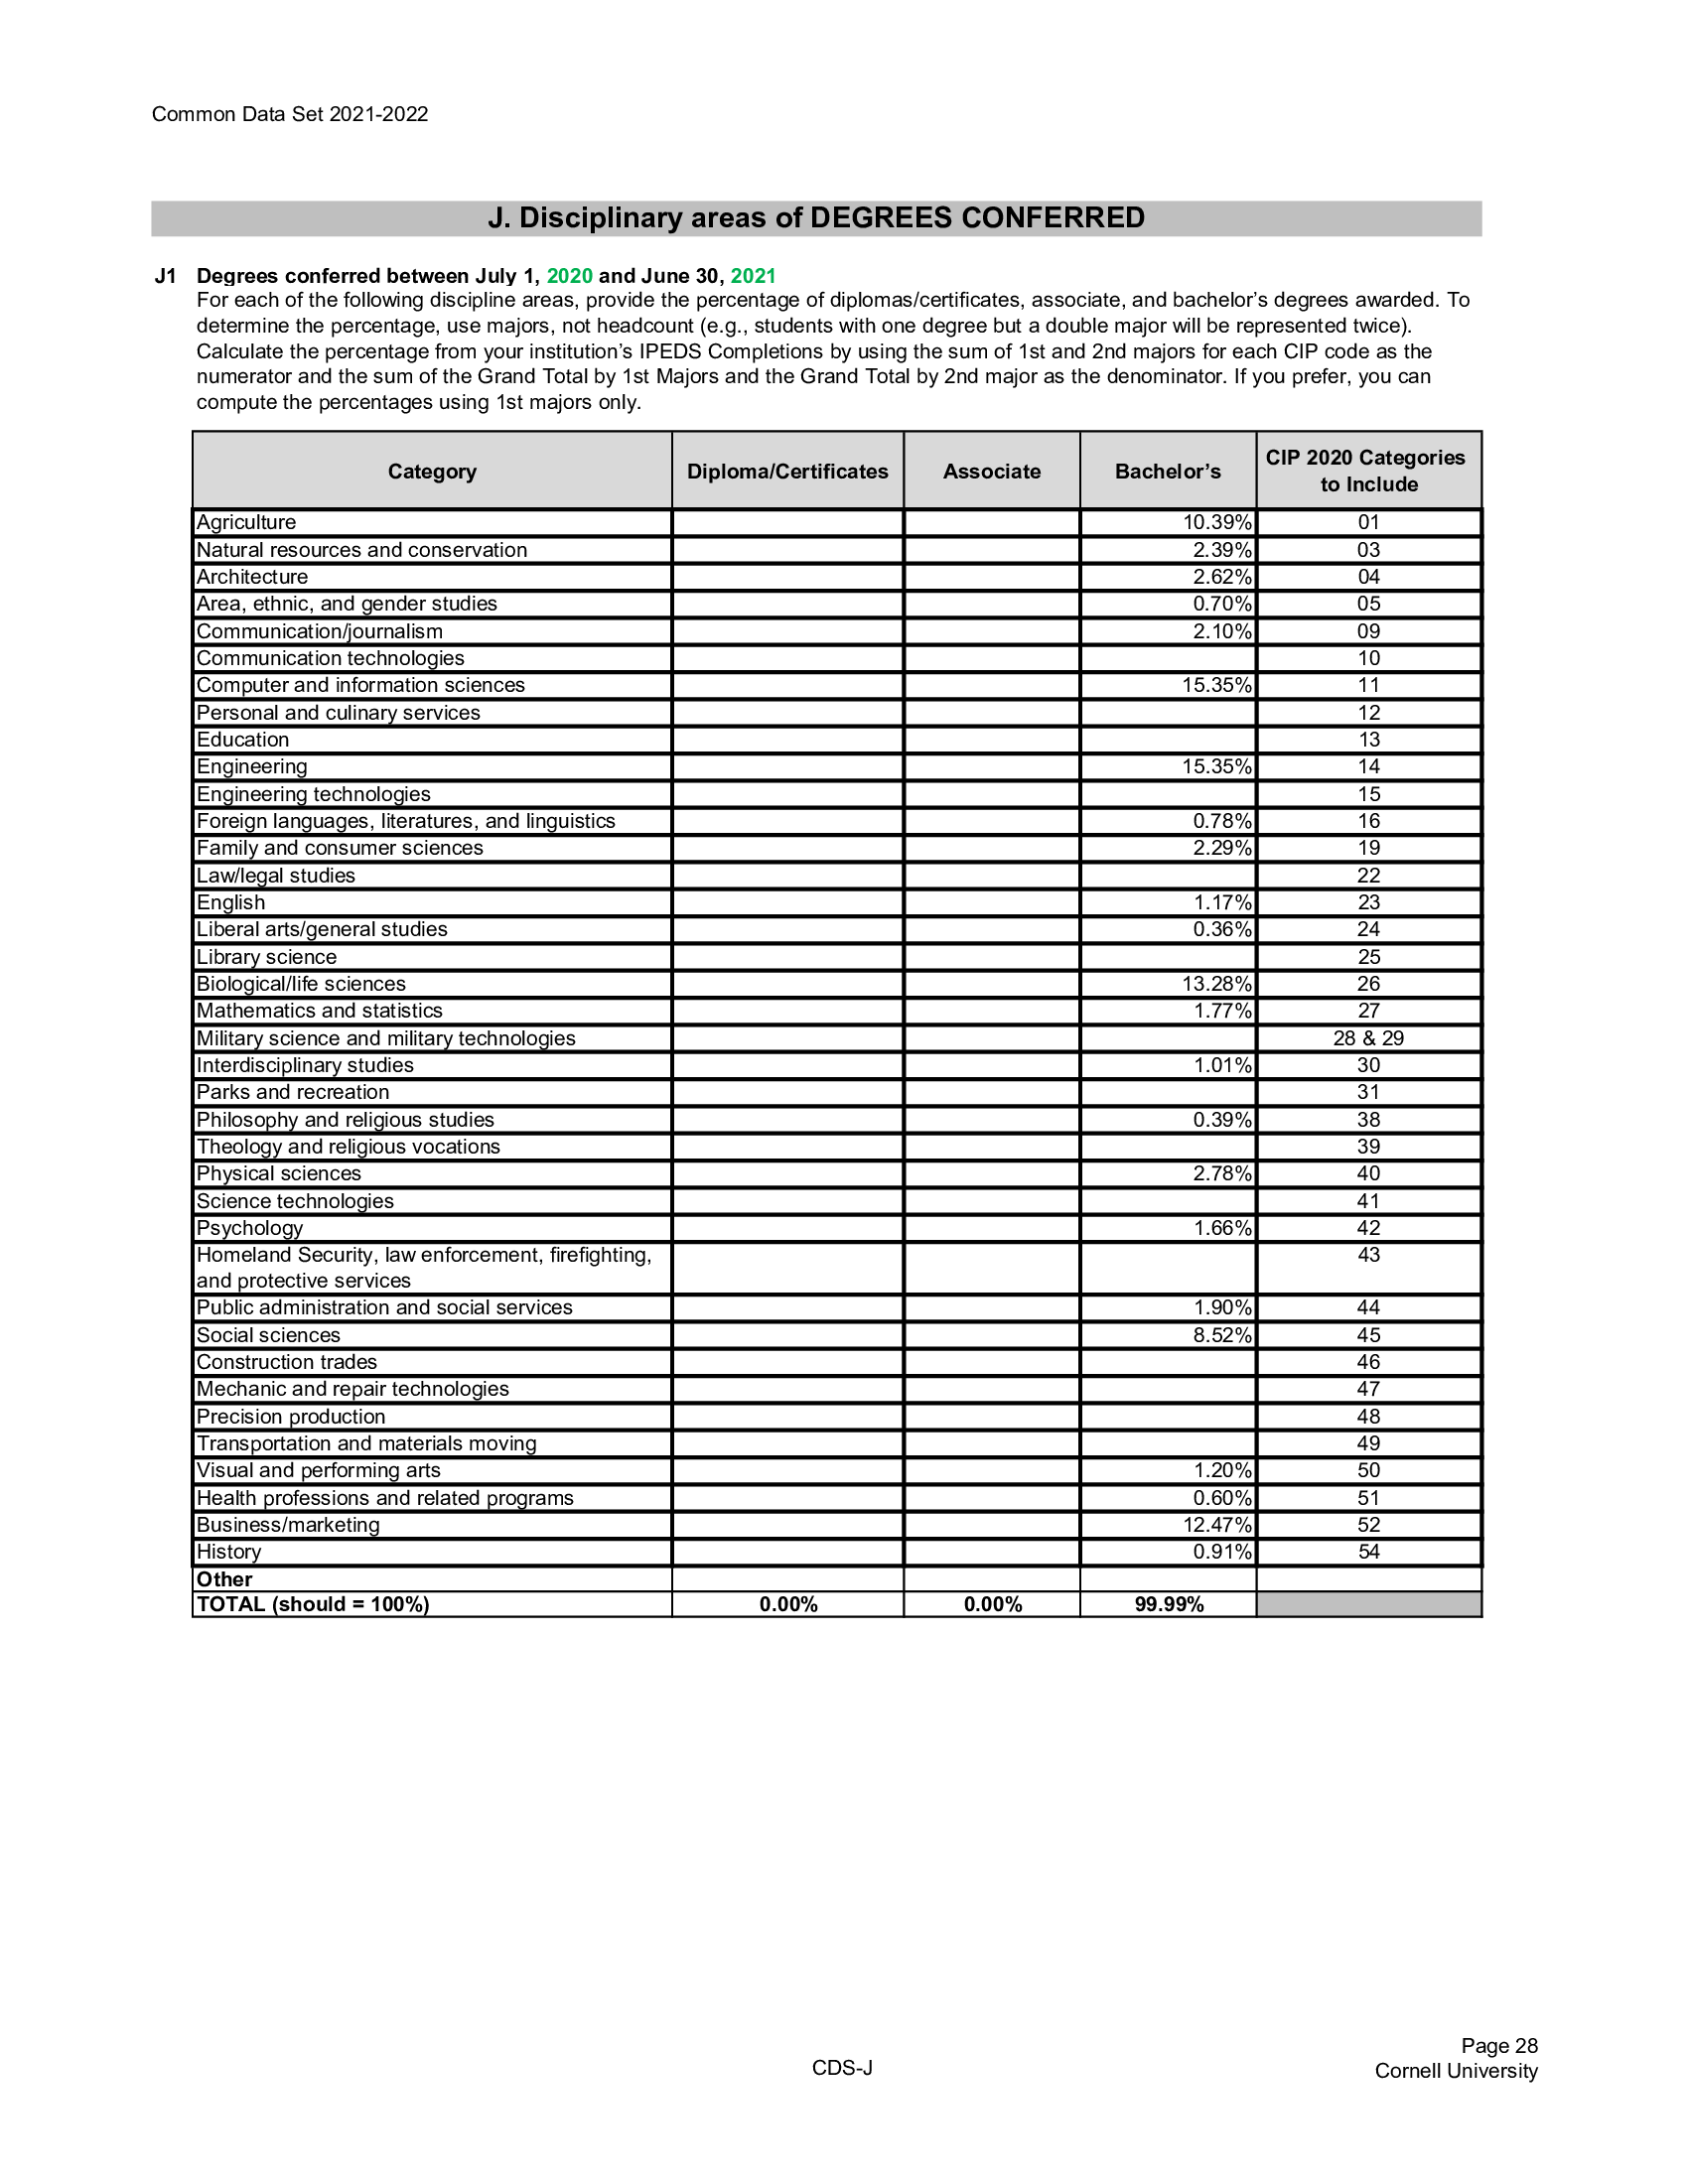 Common Data Set 2021-2022
J. Disciplinary areas of DEGREES CONFERRED
J1 Degrees conferred between July 1, 2020 and June 30, 2021
For each of the following discipline areas, provide the percentage of diplomas/certificates, associate, and bachelor’s degrees awarded. To
determine the percentage, use majors, not headcount (e.g., students with one degree but a double major will be represented twice).
Calculate the percentage from your institution’s IPEDS Completions by using the sum of 1st and 2nd majors for each CIP code as the
numerator and the sum of the Grand Total by 1st Majors and the Grand Total by 2nd major as the denominator. If you prefer, you can
compute the percentages using 1st majors only.
Category Diploma/Certificates Associate Bachelor’s CIP 2020 Categories
to Include
Agriculture 10.39% 01
Natural resources and conservation 2.39% 03
Architecture 2.62% 04
Area, ethnic, and gender studies 0.70% 05
Communication/journalism 2.10% 09
Communication technologies 10
Computer and information sciences 15.35% 11
Personal and culinary services 12
Education 13
Engineering 15.35% 14
Engineering technologies 15
Foreign languages, literatures, and linguistics 0.78% 16
Family and consumer sciences 2.29% 19
Law/legal studies 22
English 1.17% 23
Liberal arts/general studies 0.36% 24
Library science 25
Biological/life sciences 13.28% 26
Mathematics and statistics 1.77% 27
Military science and military technologies 28 & 29
Interdisciplinary studies 1.01% 30
Parks and recreation 31
Philosophy and religious studies 0.39% 38
Theology and religious vocations 39
Physical sciences 2.78% 40
Science technologies 41
Psychology 1.66% 42
Homeland Security, law enforcement, firefighting, 43
and protective services
Public administration and social services 1.90% 44
Social sciences 8.52% 45
Construction trades 46
Mechanic and repair technologies 47
Precision production 48
Transportation and materials moving 49
Visual and performing arts 1.20% 50
Health professions and related programs 0.60% 51
Business/marketing 12.47% 52
History 0.91% 54
Other
TOTAL (should = 100%) 0.00% 0.00% 99.99%
Page 28
CDS-J
Cornell University